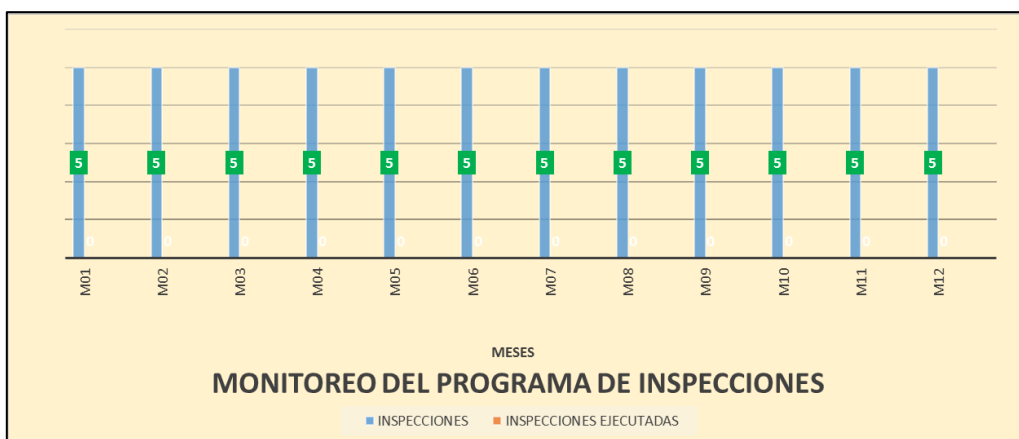 5 5 5 5 5 5 5 5 5 5 5 5
0 0 0 0 0 0 0 0 0 0 0 0
M01 M02 M03 M04 M05 M06 M07 M08 M09 M10 M11 M12
MESES
MONITOREO DEL PROGRAMA DE INSPECCIONES
INSPECCIONES INSPECCIONES EJECUTADAS